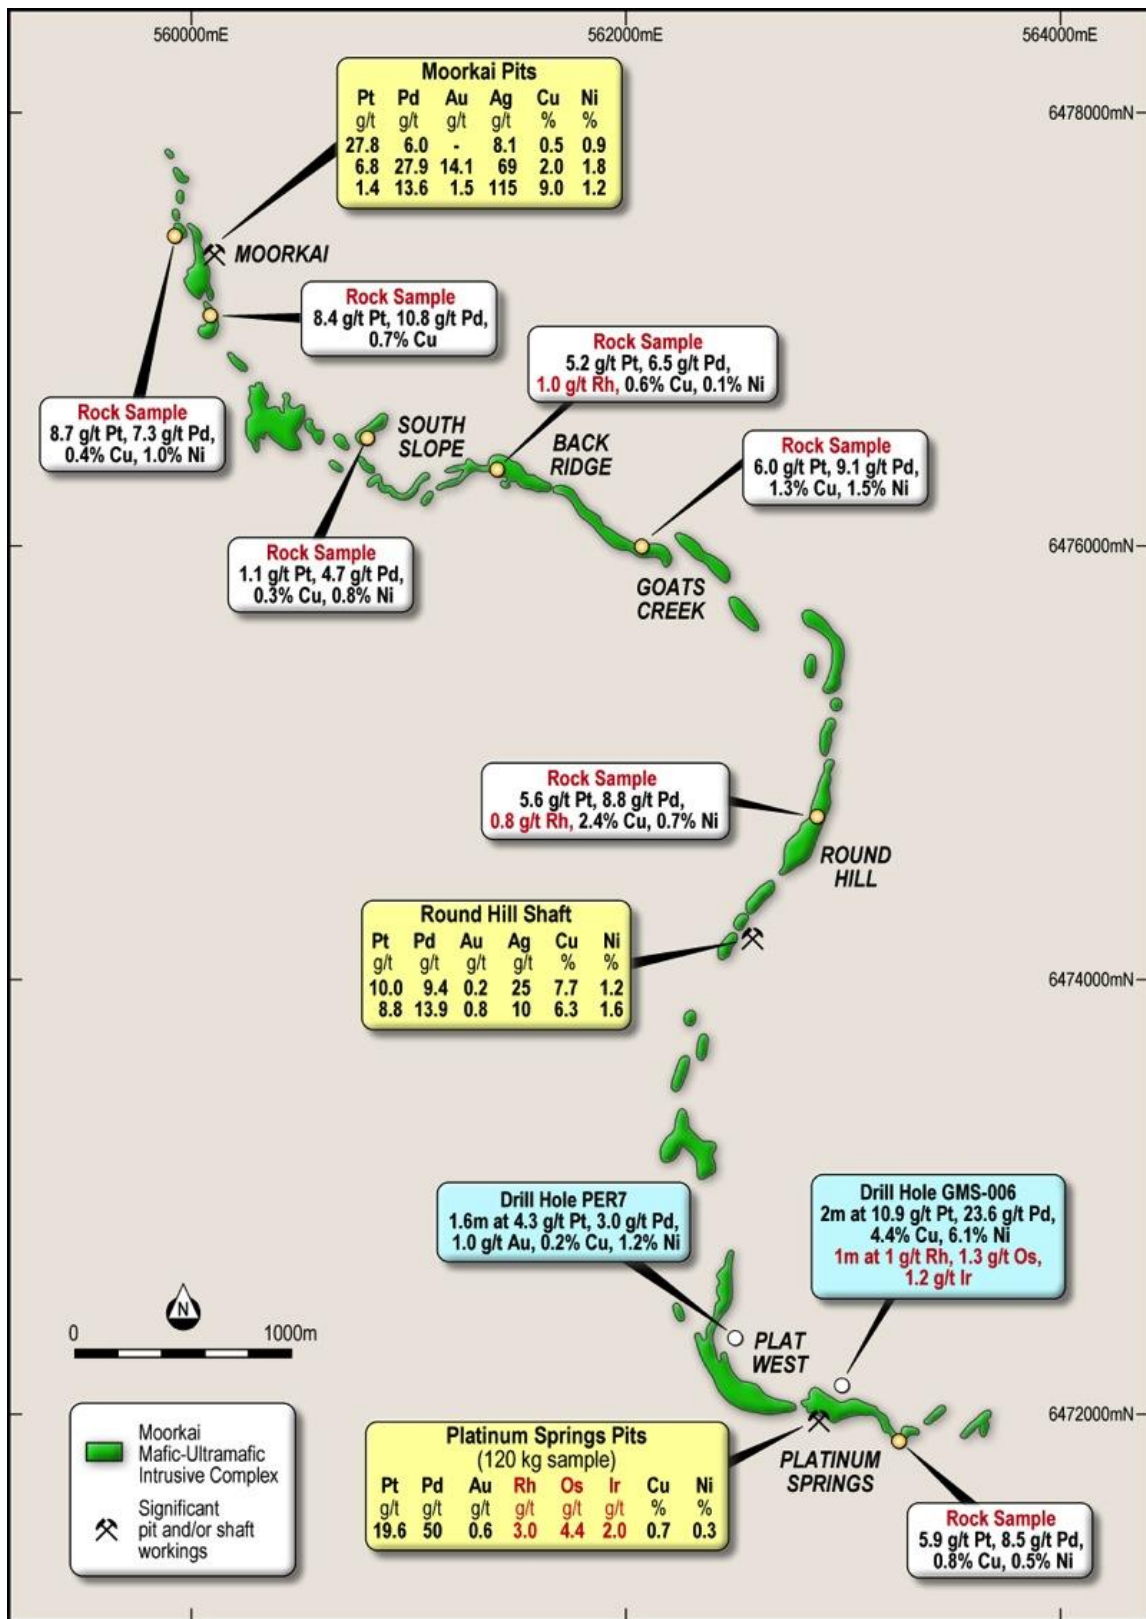 560000mE
562000mE
564000mE
Moorkai Pits
Pt Pd Au Ag Cu Ni
g/t g/t g/t g/t % %
27.8 6.0 - 8.1 0.5 0.9
6.8 27.9 14.1 69 2.0 1.8
1.4 13.6 1.5 115 9.0 1.2
6478000mN
MOORKAI
Rock Sample
8.4 g/t Pt, 10.8 g/t Pd,
0.7% Cu
Rock Sample
5.2 g/t Pt, 6.5 g/t Pd,
1.0 g/t Rh, 0.6% Cu, 0.1% Ni
Rock Sample
8.7 g/t Pt, 7.3 g/t Pd,
0.4% Cu, 1.0% Ni
SOUTH
SLOPE
BACK
RIDGE
Rock Sample
6.0 g/t Pt, 9.1 g/t Pd,
1.3% Cu, 1.5% Ni
Rock Sample
1.1 g/t Pt, 4.7 g/t Pd,
0.3% Cu, 0.8% Ni
6476000mN
GOATS
CREEK
Rock Sample
5.6 g/t Pt, 8.8 g/t Pd,
0.8 g/t Rh, 2.4% Cu, 0.7% Ni
ROUND
HILL
Round Hill Shaft
Pt Pd Au Ag Cu Ni
g/t g/t g/t g/t % %
10.0 9.4 0.2 25 7.7 1.2
8.8 13.9 0.8 10 6.3 1.6
6474000mN
Drill Hole PER7
1.6m at 4.3 g/t Pt, 3.0 g/t Pd,
1.0 g/t Au, 0.2% Cu, 1.2% Ni
Drill Hole GMS-006
2m at 10.9 g/t Pt, 23.6 g/t Pd,
4.4% Cu, 6.1% Ni
1m at 1 g/t Rh, 1.3 g/t Os,
1.2 g/t Ir
N
0 1000m
PLAT
WEST
6472000mN
Moorkai
Mafic-Ultramafic
Intrusive Complex
Significant
pit and/or shaft
workings
Platinum Springs Pits
(120 kg sample)
Pt Pd Au Rh Os Ir Cu Ni
g/t g/t g/t g/t g/t g/t % %
19.6 50 0.6 3.0 4.4 2.0 0.7 0.3
PLATINUM
SPRINGS
Rock Sample
5.9 g/t Pt, 8.5 g/t Pd,
0.8% Cu, 0.5% Ni